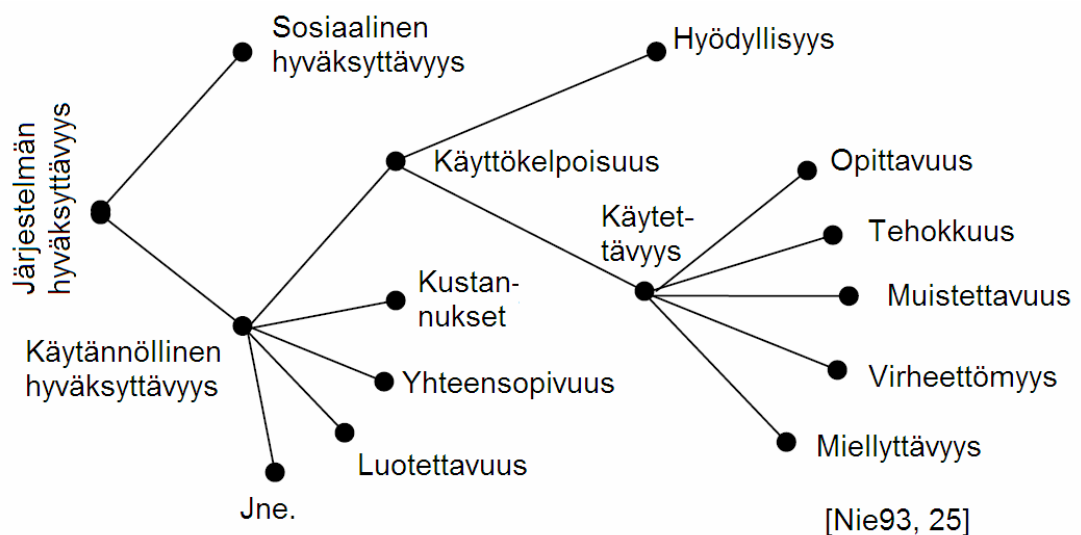 Järjestelmän
hyväksyttävyys
Sosiaalinen
hyväksyttävyys
Käytännöllinen
hyväksyttävyys
Käyttökelpoisuus
Kustan-
nukset
Yhteensopivuus
Luotettavuus
Jne.
Hyödyllisyys
Käytet-
tävyys
Opittavuus
Tehokkuus
Muistettavuus
Virheettömyys
Miellyttävyys
[Nie93, 25]